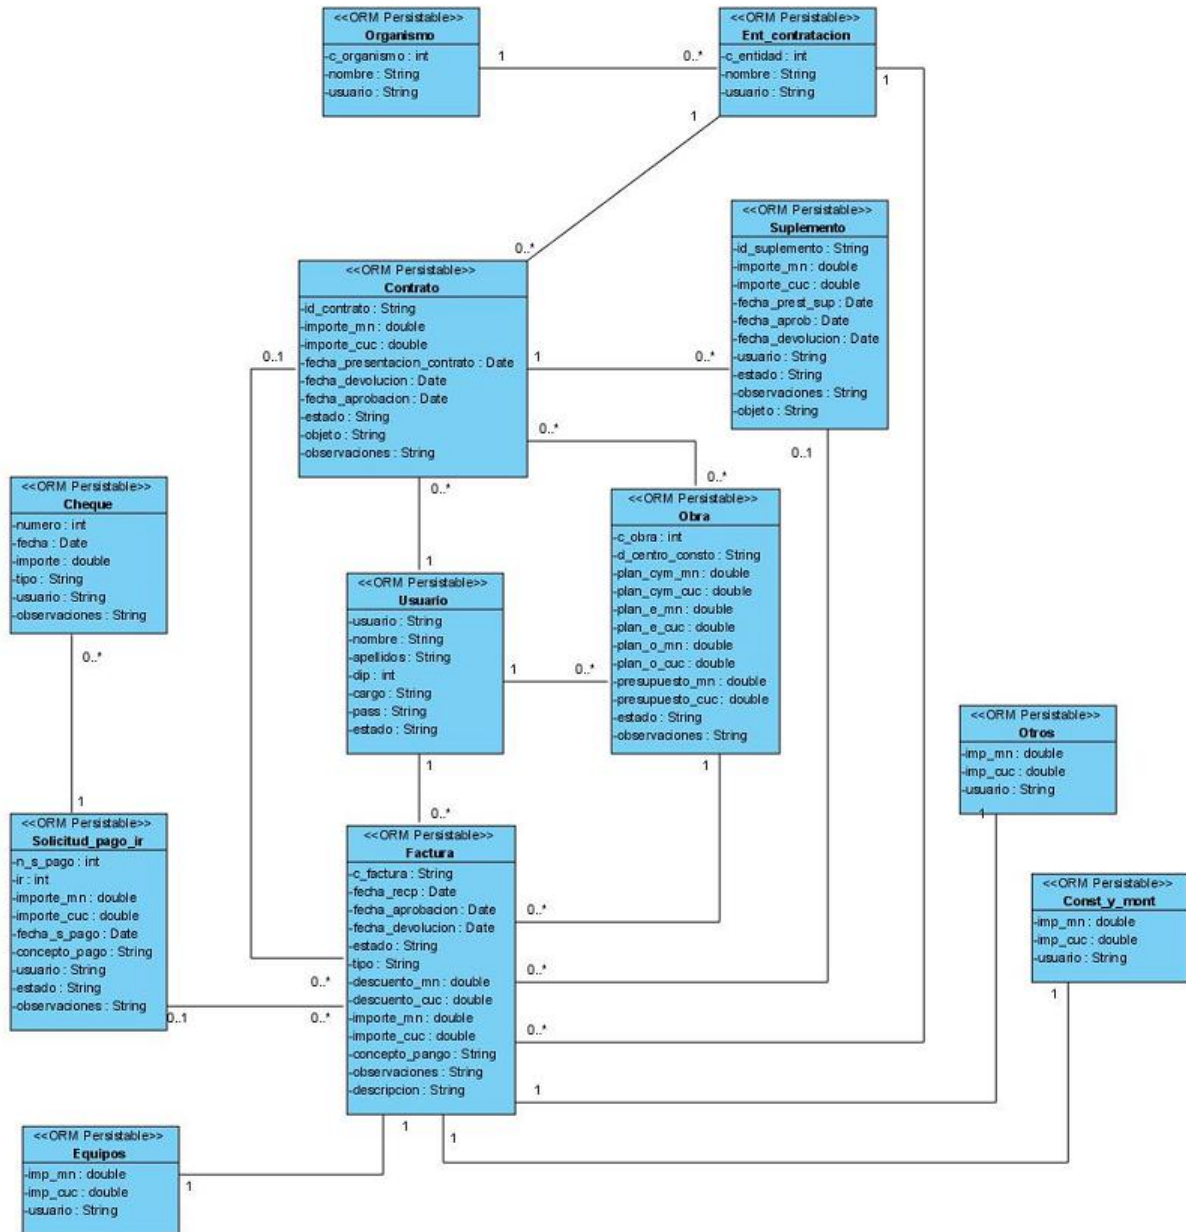 <<ORM Persistable>>
Organismo
-c_organismo : int
-nombre : String
-usuario : String
1
0..*
<<ORM Persistable>>
Ent_contratacion
-c_entidad : int
-nombre : String
-usuario : String
1
1
0..*
<<ORM Persistable>>
Suplemento
-id_suplemento : String
-importe_mn : double
-importe_cuc : double
-fecha_prest_sup : Date
-fecha_aprob : Date
-fecha_devolucion : Date
-usuario : String
-estado : String
-observaciones : String
-objeto : String
<<ORM Persistable>>
Contrato
-id_contrato : String
-importe_mn : double
-importe_cuc : double
-fecha_presentacion_contrato : Date
-fecha_devolucion : Date
-fecha_aprobacion : Date
-estado : String
-objeto : String
-observaciones : String
0..1
1
0..*
0..*
0..1
0..*
0..*
<<ORM Persistable>>
Cheque
-numero : int
-fecha : Date
-importe : double
-tipo : String
-usuario : String
-observaciones : String
0..*
1
<<ORM Persistable>>
Obra
-c_obra : int
-d_centro_consto : String
-plan_cym_mn : double
-plan_cym_cuc : double
-plan_e_mn : double
-plan_e_cuc : double
-plan_o_mn : double
-plan_o_cuc : double
-presupuesto_mn : double
-presupuesto_cuc : double
-estado : String
-observaciones : String
1
<<ORM Persistable>>
Usuario
-usuario : String
-nombre : String
-apellidos : String
-dip : int
-cargo : String
-pass : String
-estado : String
1
0..*
1
1
0..*
<<ORM Persistable>>
Otros
-imp_mn : double
-imp_cuc : double
-usuario : String
1
<<ORM Persistable>>
Solicitud_pago_ir
-n_s_pago : int
-ir : int
-importe_mn : double
-importe_cuc : double
-fecha_s_pago : Date
-concepto_pago : String
-usuario : String
-estado : String
-observaciones : String
0..1
0..*
0..*
<<ORM Persistable>>
Factura
-c_factura : String
-fecha_recp : Date
-fecha_aprobacion : Date
-fecha_devolucion : Date
-estado : String
-tipo : String
-descuento_mn : double
-descuento_cuc : double
-importe_mn : double
-importe_cuc : double
-concepto_pango : String
-observaciones : String
-descripcion : String
0..*
0..*
0..*
1
1
1
<<ORM Persistable>>
Const_y_mont
-imp_mn : double
-imp_cuc : double
-usuario : String
1
<<ORM Persistable>>
Equipos
-imp_mn : double
-imp_cuc : double
-usuario : String
1